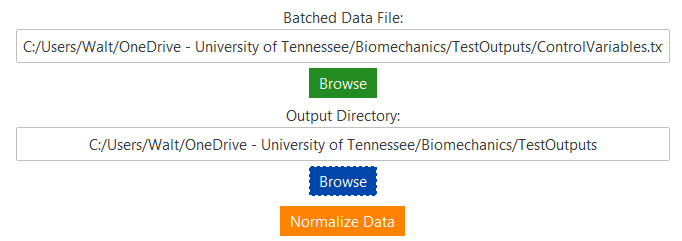 Batched Data File:
C:/Users/Walt/OneDrive - University of Tennessee/Biomechanics/TestOutputs/ControlVariables.tx
Browse
Output Directory:
C:/Users/Walt/OneDrive - University of Tennessee/Biomechanics/TestOutputs
Browse
Normalize Data